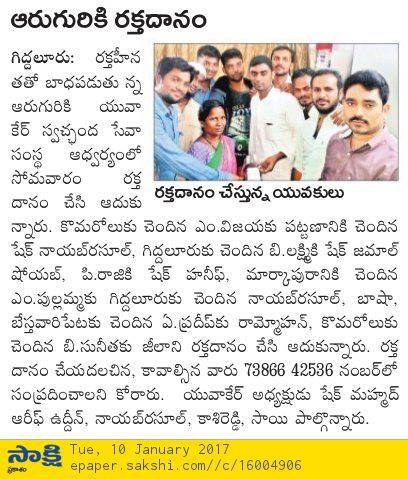 ఆరుగురికి రక్తదానం
గిద్దలూరు: రక్తహీన
తతో బాధపడుతు న్న
ఆరుగురికి యువా
కేర్ స్వచ్ఛంద సేవా
సంస్థ ఆధ్వర్యంలో
సోమవారం రక్త
దానం చేసి ఆదుకు
రక్తదానం చేస్తున్న యువకులు
న్నారు. కొమరోలుకు చెందిన ఎం.విజయకు పట్టణానికి చెందిన
షేక్ నాయబ్‌రసూల్, గిద్దలూరుకు చెందిన బి.లక్ష్మికి షేక్ జమాల్
షోయబ్, పి.రాజికి షేక్ హనీఫ్, మార్కాపురానికి చెందిన
ఎం.పుల్లమ్మకు గిద్దలూరుకు చెందిన నాయబ్‌రసూల్, బాషా,
బేస్తవారిపేటకు చెందిన ఏ.ప్రదీప్‌కు రామ్మోహన్, కొమరోలుకు
చెందిన బి.సునీతకు జీలాని రక్తదానం చేసి ఆదుకున్నారు. రక్త
దానం చేయదలచిన, కావాల్సిన వారు 73866 42536 నంబర్‌లో
సంప్రదించాలని కోరారు. యువాకేర్ అధ్యక్షుడు షేక్ మహ్మద్
ఆరీఫ్ ఉద్దీన్, నాయబ్‌రసూల్, కాశిరెడ్డి, సాయి పాల్గొన్నారు.
సాక్షి Tue, 10 January 2017
ప్రకాశం epaper.sakshi.com//c/16004906